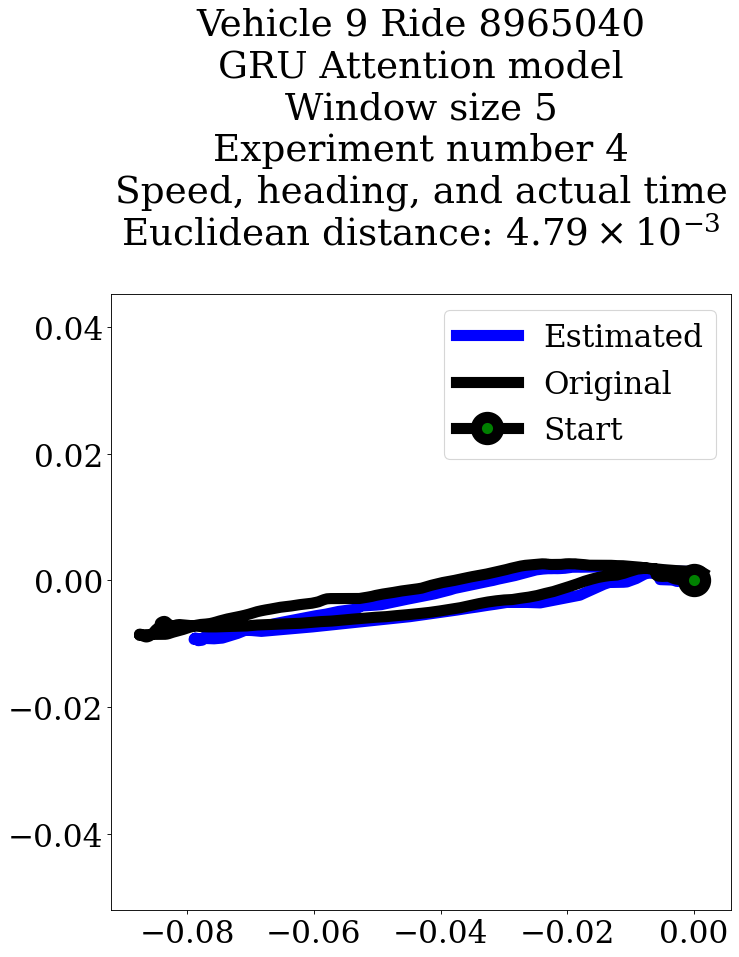 Vehicle 9 Ride 8965040
GRU Attention model
Window size 5
Experiment number 4
Speed, heading, and actual time
Euclidean distance: 4.79 × 10⁻³
Estimated
Original
Start
0.04
0.02
0.00
−0.02
−0.04
−0.08
−0.06
−0.04
−0.02
0.00